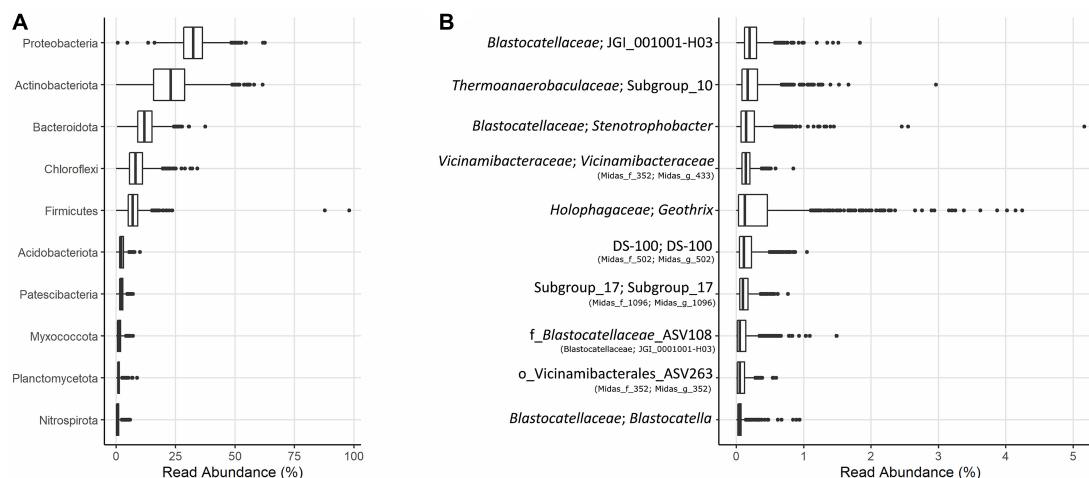 A
Proteobacteria
Actinobacteriota
Bacteroidota
Chloroflexi
Firmicutes
Acidobacteriota
Patescibacteria
Myxococcota
Planctomycetota
Nitrospirota
0 25 50 75 100
Read Abundance (%)
B
Blastocatellaceae; JGI_001001-H03
Thermoanaerobaculaceae; Subgroup_10
Blastocatellaceae; Stenotrophobacter
Vicinamibacteraceae; Vicinamibacteraceae
(Midas_f_352; Midas_g_433)
Holophagaceae; Geothrix
DS-100; DS-100
(Midas_f_502; Midas_g_502)
Subgroup_17; Subgroup_17
(Midas_f_1096; Midas_g_1096)
f_Blastocatellaceae_ASV108
(Blastocatellaceae; JGI_0001001-H03)
o_Vicinamibacterales_ASV263
(Midas_f_352; Midas_g_352)
Blastocatellaceae; Blastocatella
0 1 2 3 4 5
Read Abundance (%)